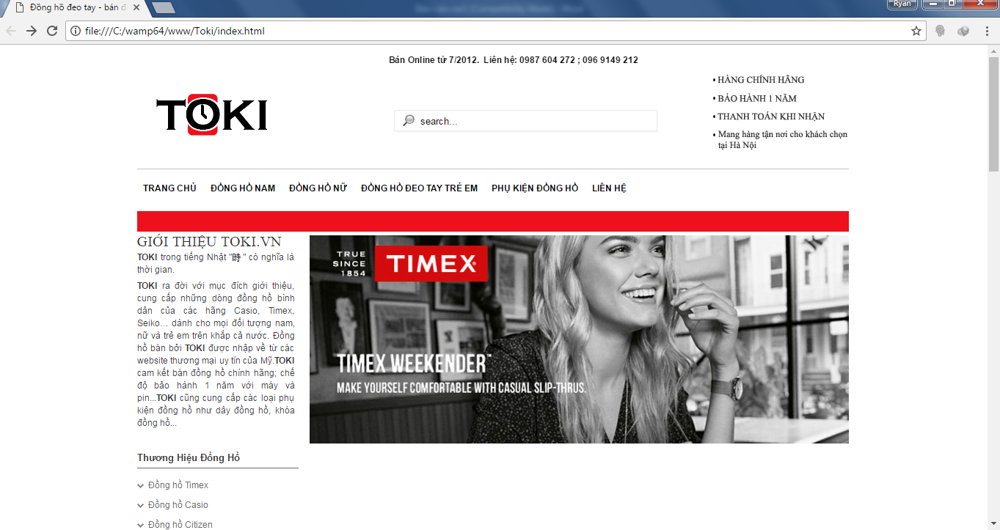 Đồng hồ đeo tay - bán đ
Ryan
file:///C:/wamp64/www/Toki/index.html
Bán Online từ 7/2012. Liên hệ: 0987 604 272 ; 096 9149 212
TOKI
search...
• HÀNG CHÍNH HÃNG
• BẢO HÀNH 1 NĂM
• THANH TOÁN KHI NHẬN
• Mang hàng tận nơi cho khách chọn
tại Hà Nội
TRANG CHỦ ĐỒNG HỒ NAM ĐỒNG HỒ NỮ ĐỒNG HỒ ĐEO TAY TRẺ EM PHỤ KIỆN ĐỒNG HỒ LIÊN HỆ
GIỚI THIỆU TOKI.VN
TOKI trong tiếng Nhật "時" có nghĩa là
thời gian.
TOKI ra đời với mục đích giới thiệu,
cung cấp những dòng đồng hồ bình
dân của các hãng Casio, Timex,
Seiko... dành cho mọi đối tượng nam,
nữ và trẻ em trên khắp cả nước. Đồng
hồ bán bởi TOKI được nhập về từ các
website thương mại uy tín của Mỹ.TOKI
cam kết bán đồng hồ chính hãng; chế
độ bảo hành 1 năm với máy và
pin...TOKI cũng cung cấp các loại phụ
kiện đồng hồ như dây đồng hồ, khóa
đồng hồ...
TRUE
SINCE
1854
TIMEX®
TIMEX WEEKENDER™
MAKE YOURSELF COMFORTABLE WITH CASUAL SLIP-THRUS.
Thương Hiệu Đồng Hồ
Đồng hồ Timex
Đồng hồ Casio
Đồng hồ Citizen